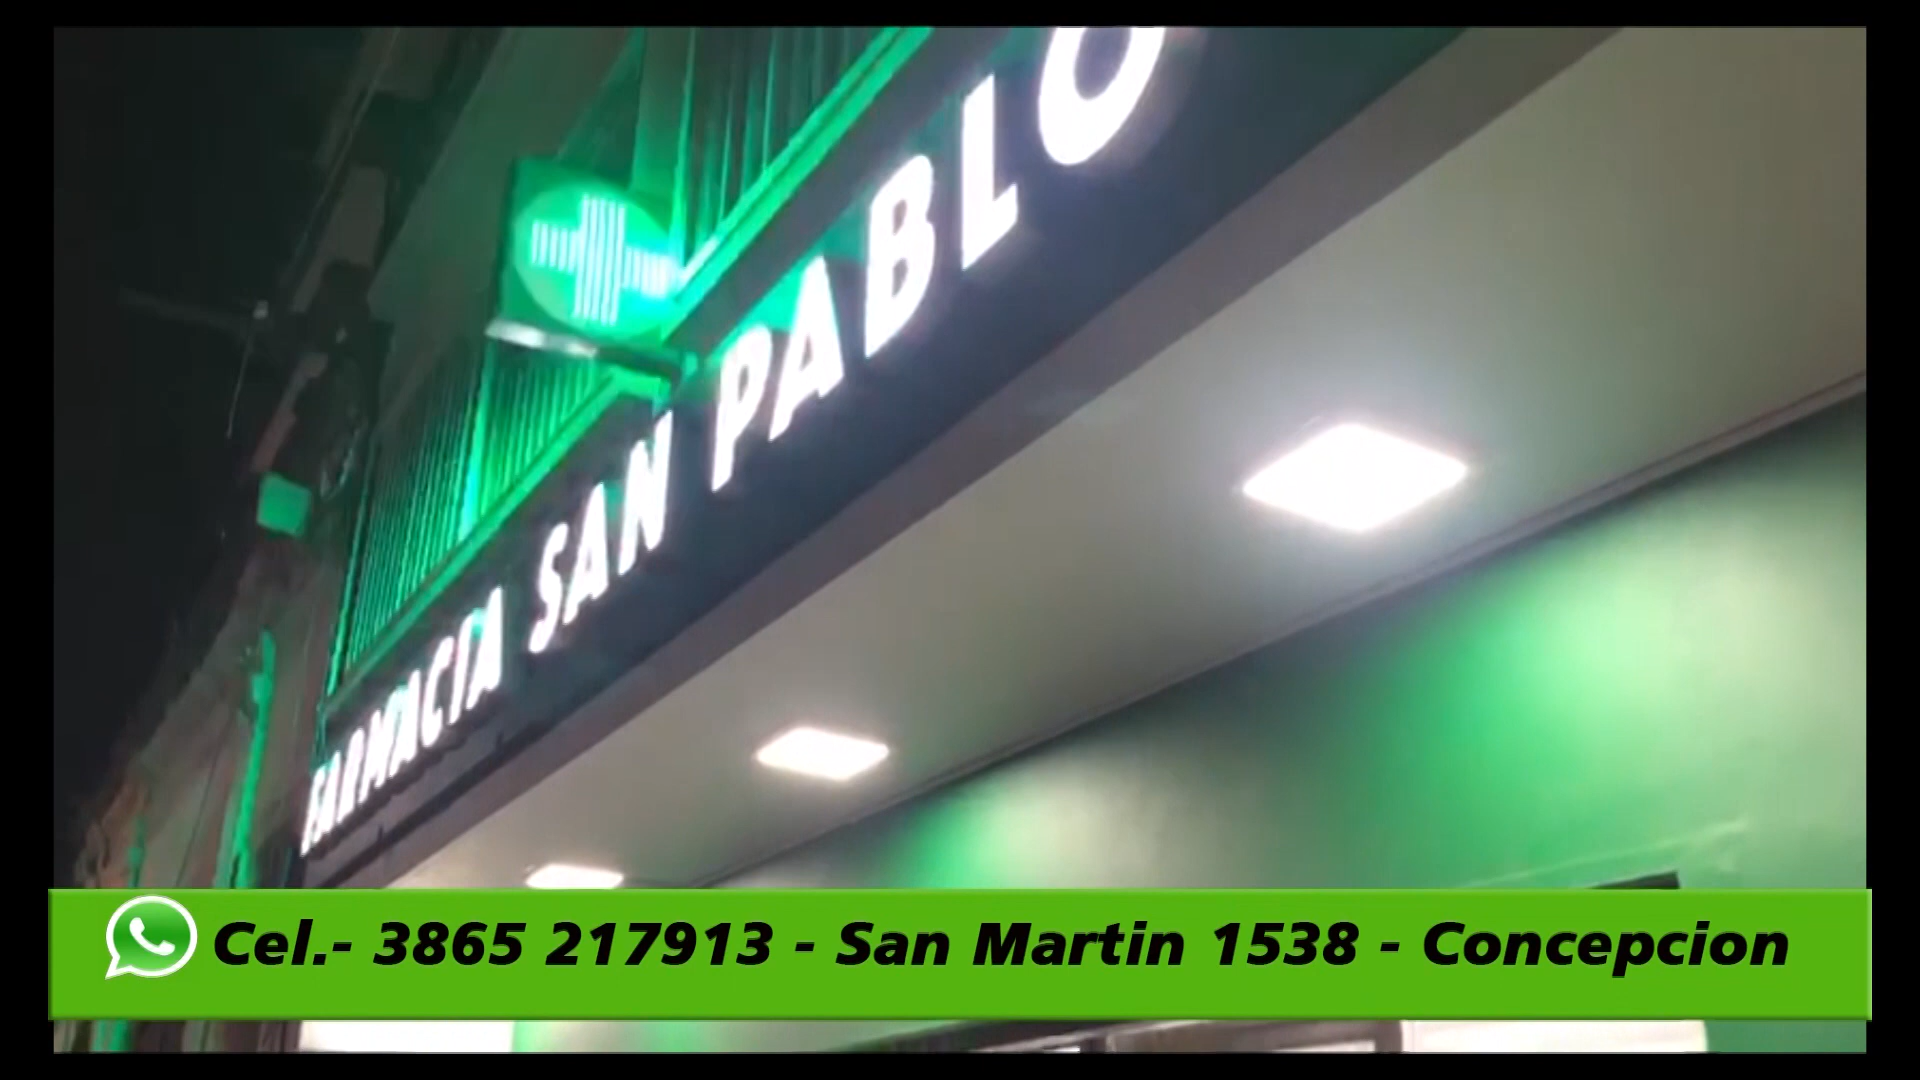 FARMACIA SAN PABLO
Cel.- 3865 217913 - San Martin 1538 - Concepcion